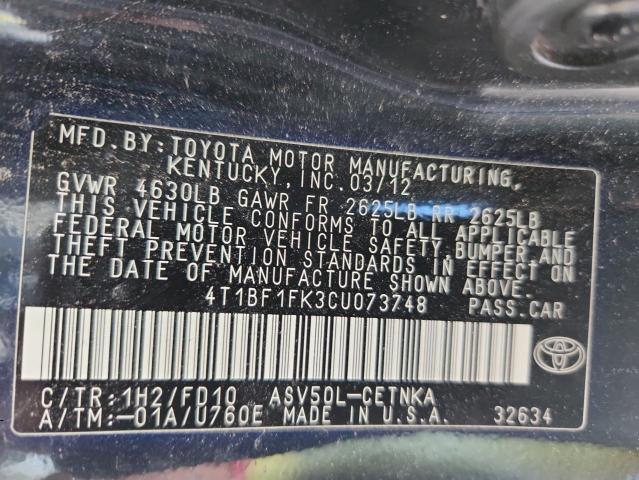 MFD. BY: TOYOTA MOTOR MANUFACTURING,
KENTUCKY, INC. 03/12
GVWR 4630LB GAWR FR 2625LB RR 2625LB
THIS VEHICLE CONFORMS TO ALL APPLICABLE
FEDERAL MOTOR VEHICLE SAFETY, BUMPER, AND
THEFT PREVENTION STANDARDS IN EFFECT ON
THE DATE OF MANUFACTURE SHOWN ABOVE.
4T1BF1FK3CU073748 PASS. CAR
C/TR: 1H2/FD10 ASV50L-CETNKA
A/TM: -01A/U760E MADE IN U.S.A. 32634